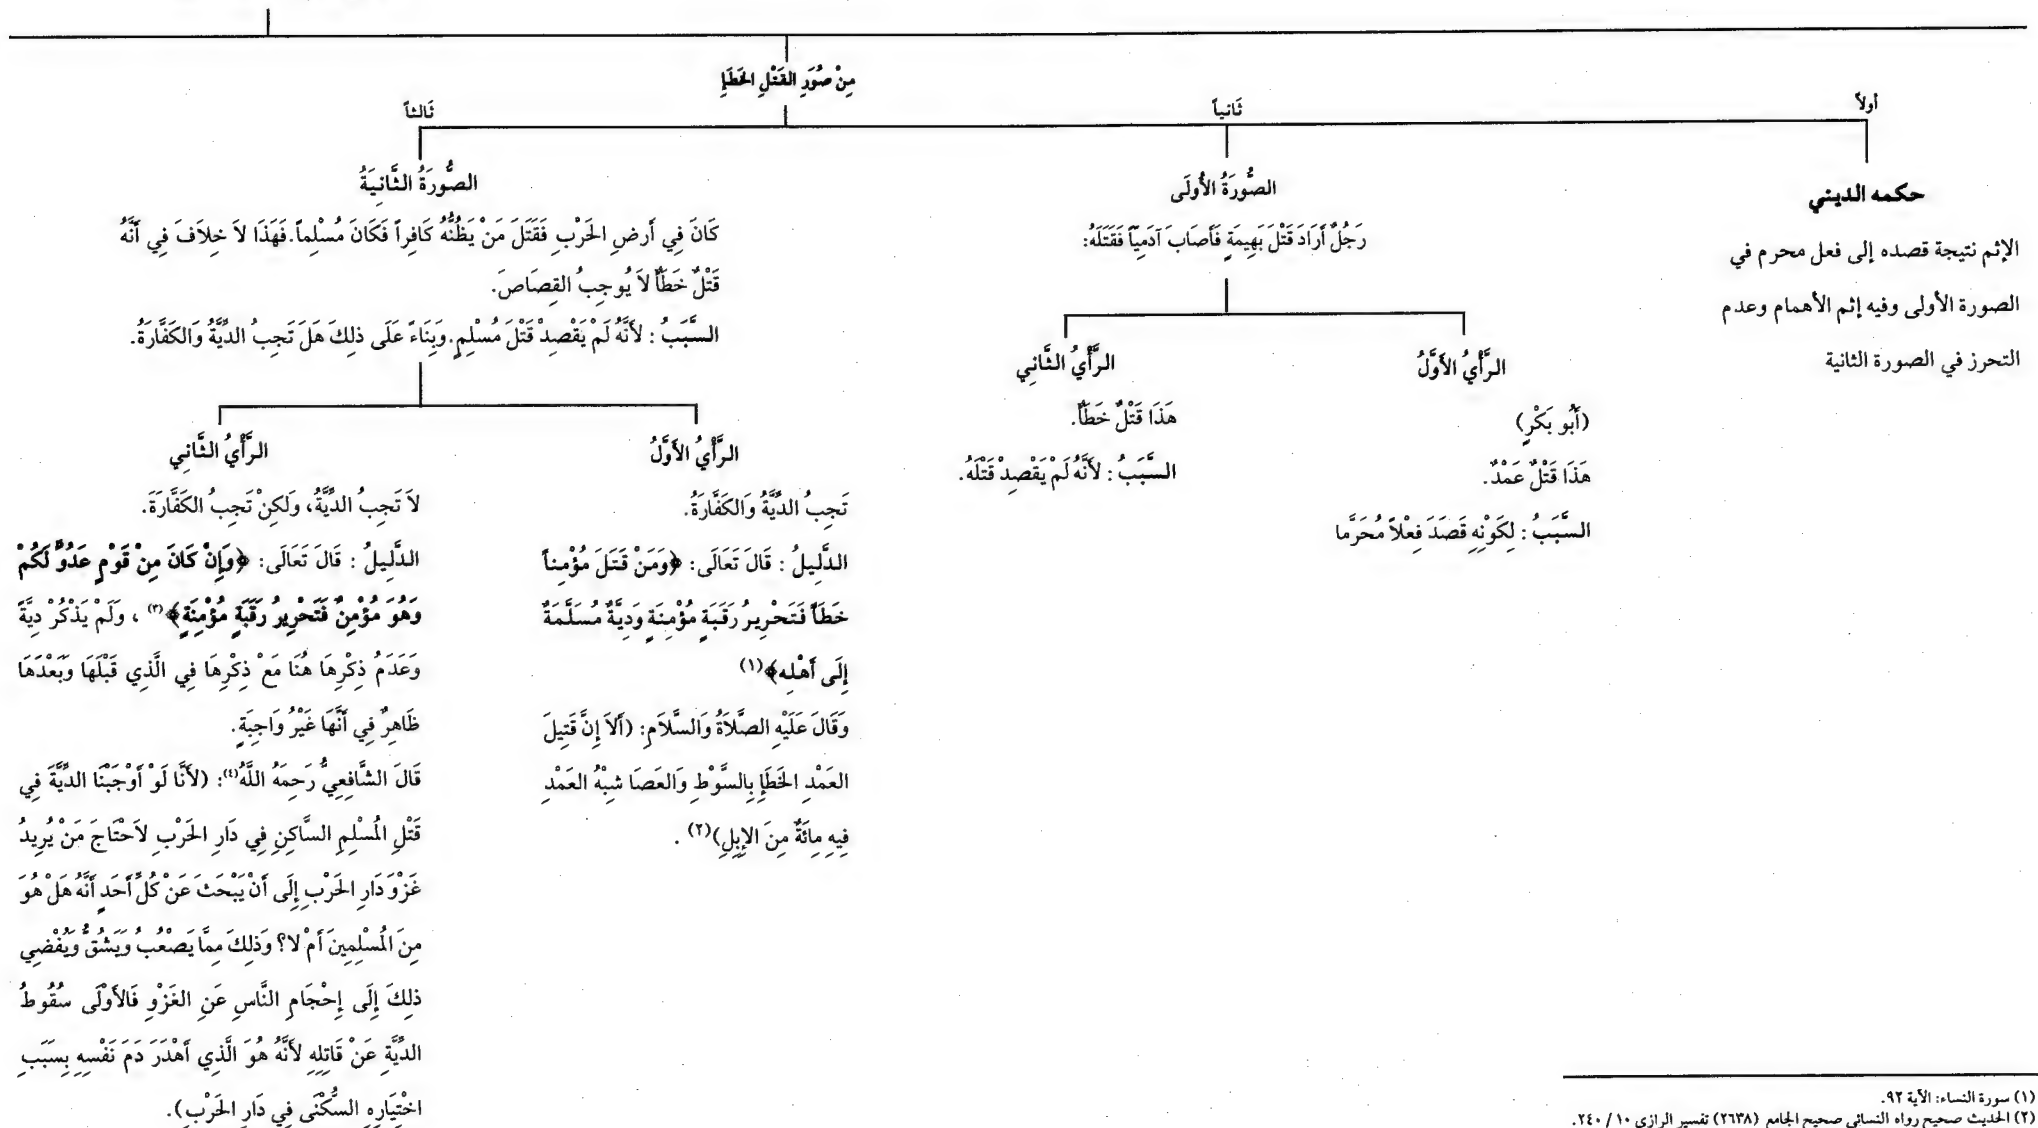 مِنْ صُوَرِ القَتْلِ الخَطَإِ
أولاً
حكمه الديني
الإثم نتيجة قصده إلى فعل محرم في
الصورة الأولى وفيه إثم الأهمام وعدم
التحرز في الصورة الثانية
ثَانياً
الصُّورَةُ الأُولَى
رَجُلٌ أَرَادَ قَتْلَ بَهِيمَةٍ فَأَصَابَ آدَمِيّاً فَقَتَلَهُ:
الرَّأْيُ الأَوَّلُ
(أَبُو بَكْرٍ)
هَذَا قَتْلٌ عَمْدٌ.
السَّبَبُ : لِكَوْنِهِ قَصَدَ فِعْلاً مُحَرَّما
الرَّأْيُ الثَّانِي
هَذَا قَتْلٌ خَطَأٌ.
السَّبَبُ : لأَنَّهُ لَمْ يَقْصِدْ قَتْلَهُ.
ثَالثاً
الصُّورَةُ الثَّانِيَةُ
كَانَ فِي أَرضِ الحَرْبِ فَقَتَلَ مَنْ يَظُنُّهُ كَافِراً فَكَانَ مُسْلِماً.فَهَذَا لاَ خِلاَفَ فِي أَنَّهُ
قَتْلٌ خَطَأٌ لاَ يُوجِبُ القِصَاصَ.
السَّبَبُ : لأَنَّهُ لَمْ يَقْصِدْ قَتْلَ مُسْلِمٍ.وَبِنَاءً عَلَى ذلِكَ هَلْ تَجِبُ الدِّيَّةُ وَالكَفَّارَةُ.
الرَّأْيُ الأَوَّلُ
تَجِبُ الدِّيَّةُ وَالكَفَّارَةُ.
الدَّلِيلُ : قَالَ تَعَالَى: ﴿وَمَنْ قَتَلَ مُؤْمِناً
خَطَأً فَتَحْرِيرُ رَقَبَةٍ مُؤْمِنَةٍ وَدِيَّةٌ مُسَلَّمَةٌ
إِلَى أَهْلِهِ﴾(١)
وَقَالَ عَلَيْهِ الصَّلاَةُ وَالسَّلاَم: (أَلاَ إِنَّ قَتِيلَ
العَمْدِ الخَطَإِ بِالسَّوْطِ وَالعَصَا شِبْهُ العَمْدِ
فِيهِ مِائَةٌ مِنَ الإِبِلِ)(٢) .
الرَّأْيُ الثَّانِي
لاَ تَجِبُ الدِّيَّةُ، وَلكِنْ تَجِبُ الكَفَّارَةَ.
الدَّلِيلُ : قَالَ تَعَالَى: ﴿وَإِنْ كَانَ مِنْ قَوْمٍ عَدُوٍّ لَكُمْ
وَهُوَ مُؤْمِنٌ فَتَحْرِيرُ رَقَبَةٍ مُؤْمِنَةٍ﴾(٣) ، وَلَمْ يَذْكُرْ دِيَّةً
وَعَدَمُ ذِكْرِهَا هُنَا مَعْ ذِكْرِهَا فِي الَّذِي قَبْلَهَا وَبَعْدَهَا
ظَاهِرٌ فِي أَنَّهَا غَيْرُ وَاجِبَةٍ.
قَالَ الشَّافِعِيُّ رَحِمَهُ اللَّهُ(٤): (لأَنَّا لَوْ أَوْجَبْنَا الدِّيَّةَ فِي
قَتْلِ المُسْلِمِ السَّاكِنِ فِي دَارِ الحَرْبِ لاَحْتَاجَ مَنْ يُرِيدُ
غَزْوَ دَارِ الحَرْبِ إِلَى أَنْ يَبْحَثَ عَنْ كُلِّ أَحَدٍ أَنَّهُ هَلْ هُوَ
مِنَ المُسْلِمِينَ أَمْ لا؟ وَذلِكَ مِمَّا يَصْعُبُ وَيَشُقُّ وَيُفْضِي
ذلِكَ إِلَى إِحْجَامِ النَّاسِ عَنِ الغَزْوِ فَالأَوْلَى سُقُوطُ
الدِّيَّةِ عَنْ قَاتِلِهِ لأَنَّهُ هُوَ الَّذِي أَهْدَرَ دَمَ نَفْسِهِ بِسَبَبِ
اخْتِيَارِهِ السُّكْنَى فِي دَارِ الحَرْبِ).
(١) سورة النساء: الآية ٩٢.
(٢) الحديث صحيح رواه النسائي صحيح الجامع (٢٦٣٨) تفسير الرازي ١٠ / ٢٤٠.